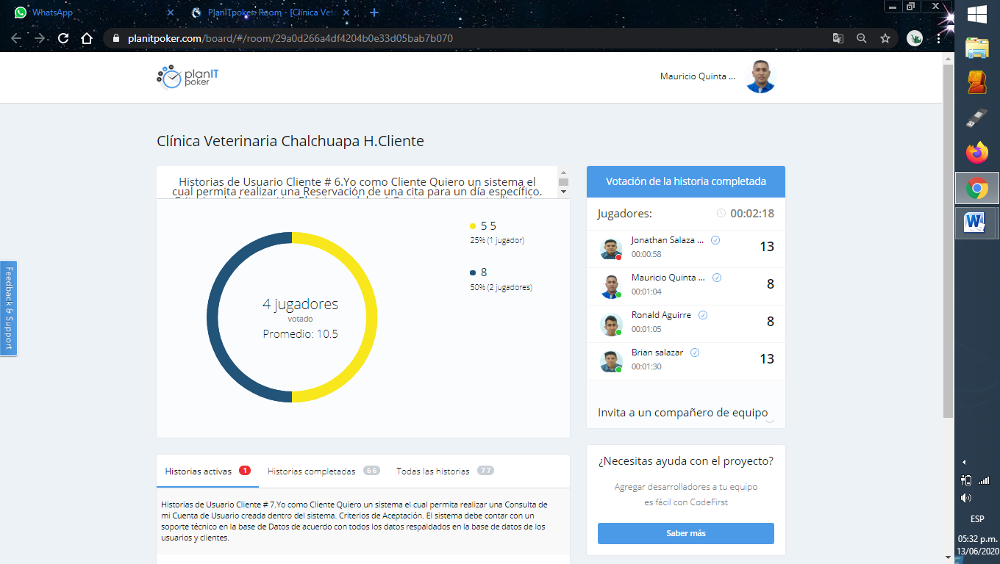 WhatsApp
PlanITpoker: Room - [Clínica Vete
planitpoker.com/board/#/room/29a0d266a4df4204b0e33d05bab7b070
planIT
poker
Mauricio Quinta ...
Clínica Veterinaria Chalchuapa H.Cliente
Historias de Usuario Cliente # 6.Yo como Cliente Quiero un sistema el
cual permita realizar una Reservación de una cita para un día específico.
5 5
25% (1 jugador)
8
50% (2 jugadores)
4 jugadores
votado
Promedio: 10.5
Votación de la historia completada
Jugadores:
00:02:18
Jonathan Salaza ...
13
00:00:58
Mauricio Quinta ...
8
00:01:04
Ronald Aguirre
8
00:01:05
Brian salazar
13
00:01:30
Invita a un compañero de equipo
Feedback & Support
Historias activas 1
Historias completadas 6 6
Todas las historias 7 7
Historias de Usuario Cliente # 7.Yo como Cliente Quiero un sistema el cual permita realizar una Consulta de
mi Cuenta de Usuario creada dentro del sistema. Criterios de Aceptación. El sistema debe contar con un
soporte técnico en la base de Datos de acuerdo con todos los datos respaldados en la base de datos de los
usuarios y clientes.
¿Necesitas ayuda con el proyecto?
Agregar desarrolladores a tu equipo
es fácil con CodeFirst
Saber más
ESP
05:32 p.m.
13/06/2020